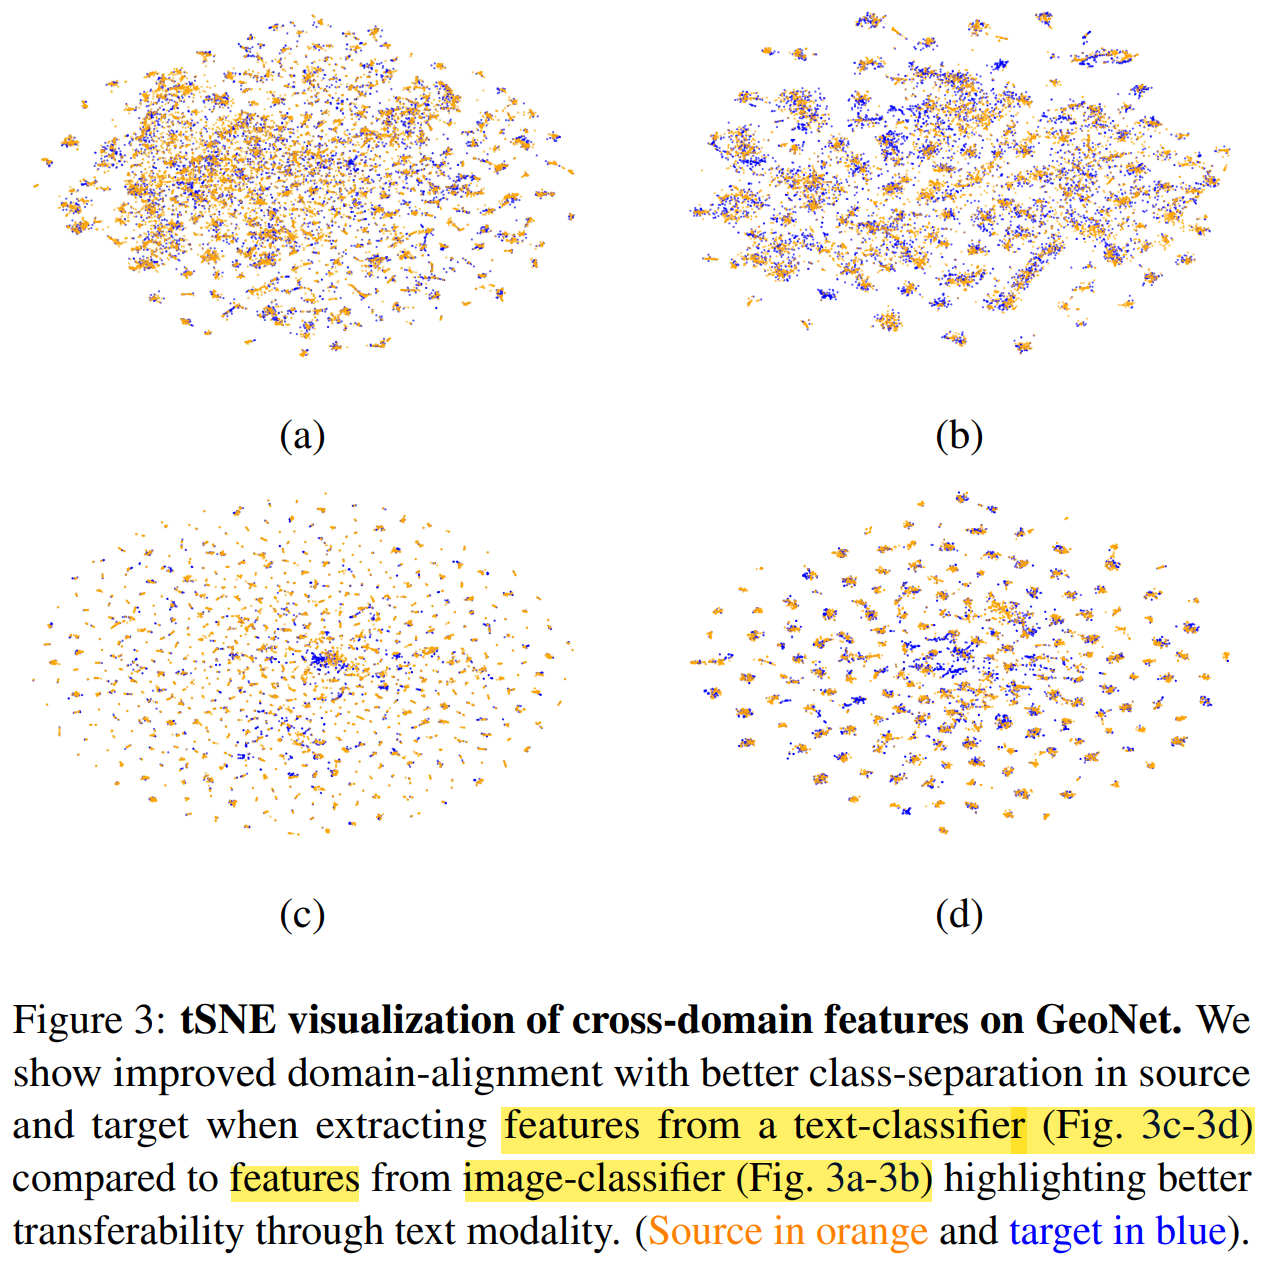 (a)
(b)
(c)
(d)
Figure 3: tSNE visualization of cross-domain features on GeoNet. We
show improved domain-alignment with better class-separation in source
and target when extracting features from a text-classifier (Fig. 3c-3d)
compared to features from image-classifier (Fig. 3a-3b) highlighting better
transferability through text modality. (Source in orange and target in blue).